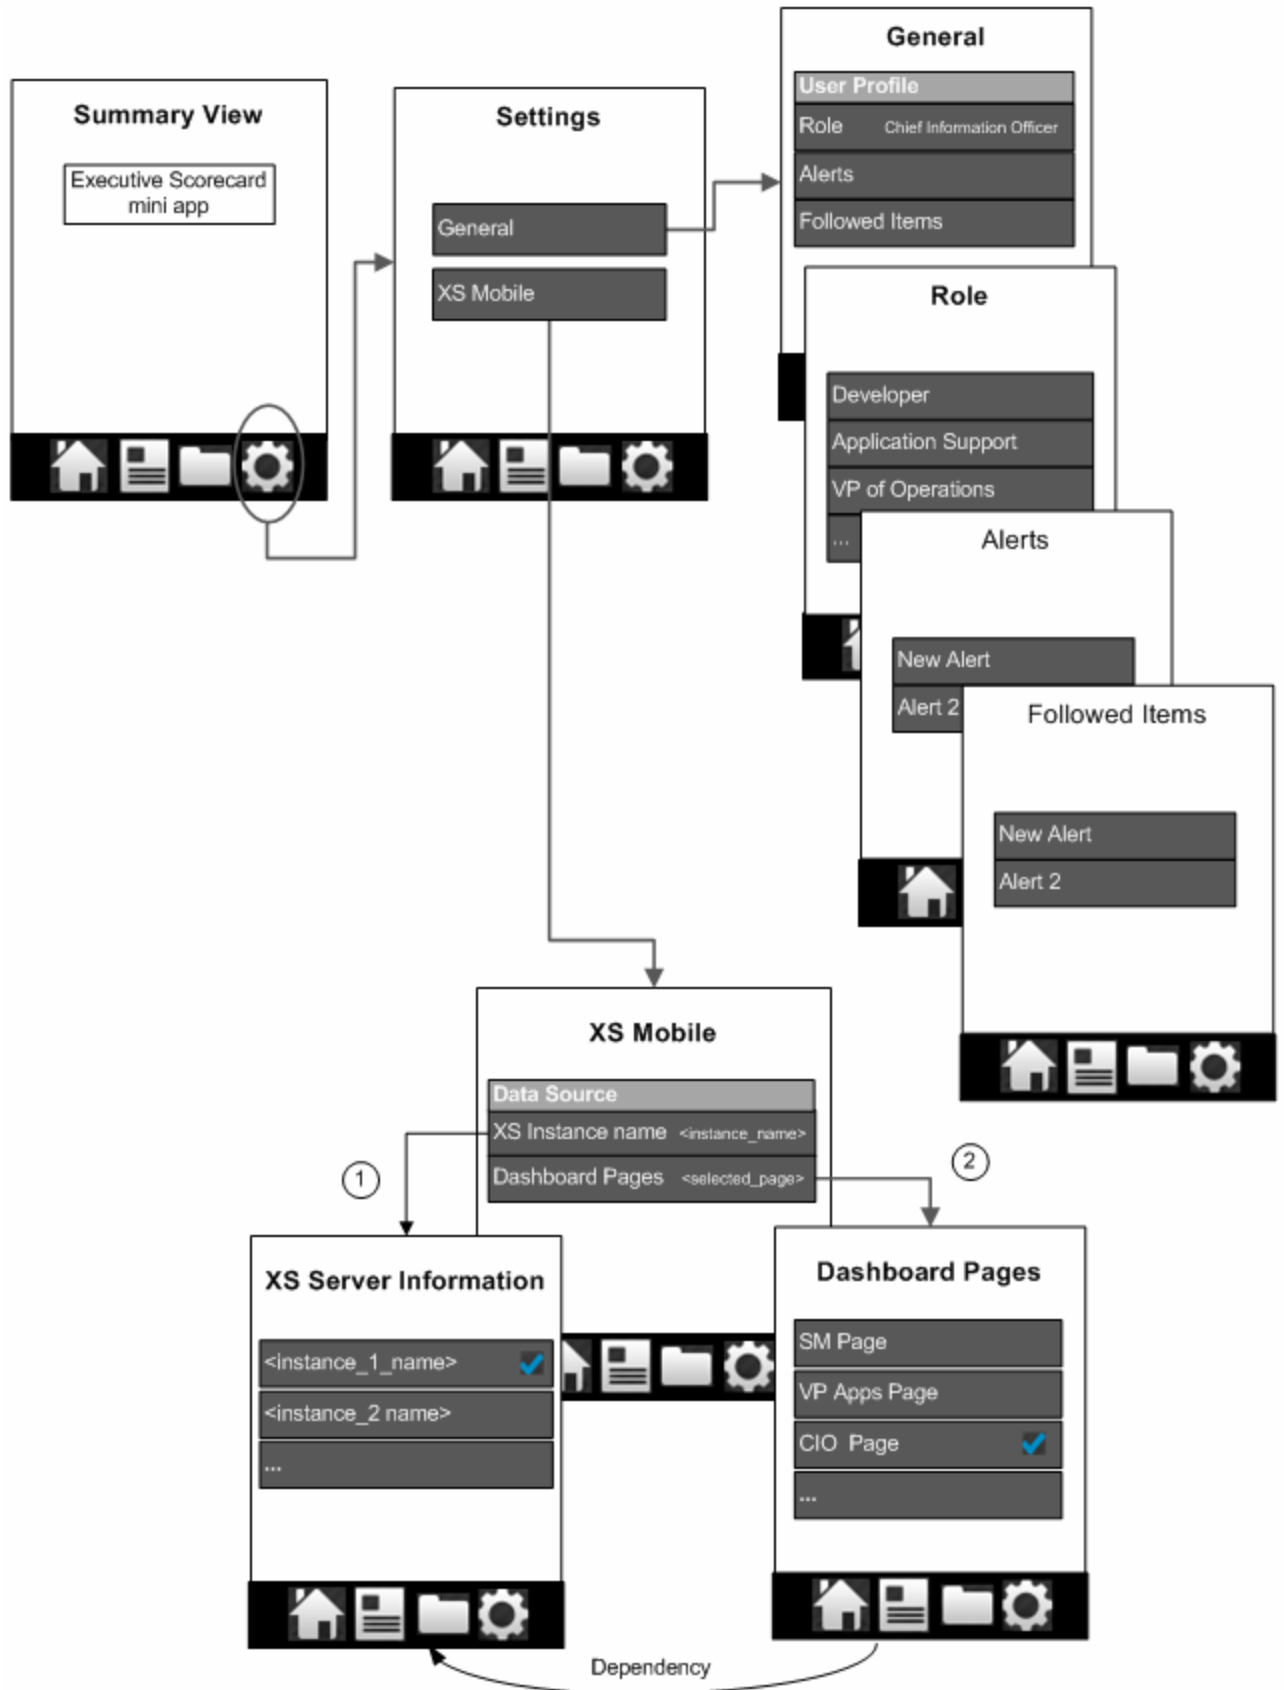 Summary View
Executive Scorecard
mini app
Settings
General
XS Mobile
General
User Profile
Role Chief Information Officer
Alerts
Followed Items
Role
Developer
Application Support
VP of Operations
...
Alerts
New Alert
Alert 2
Followed Items
New Alert
Alert 2
XS Mobile
Data Source
XS Instance name <instance_name>
Dashboard Pages <selected_page>
1
2
XS Server Information
<instance_1_name>
<instance_2 name>
...
Dashboard Pages
SM Page
VP Apps Page
CIO Page
...
Dependency